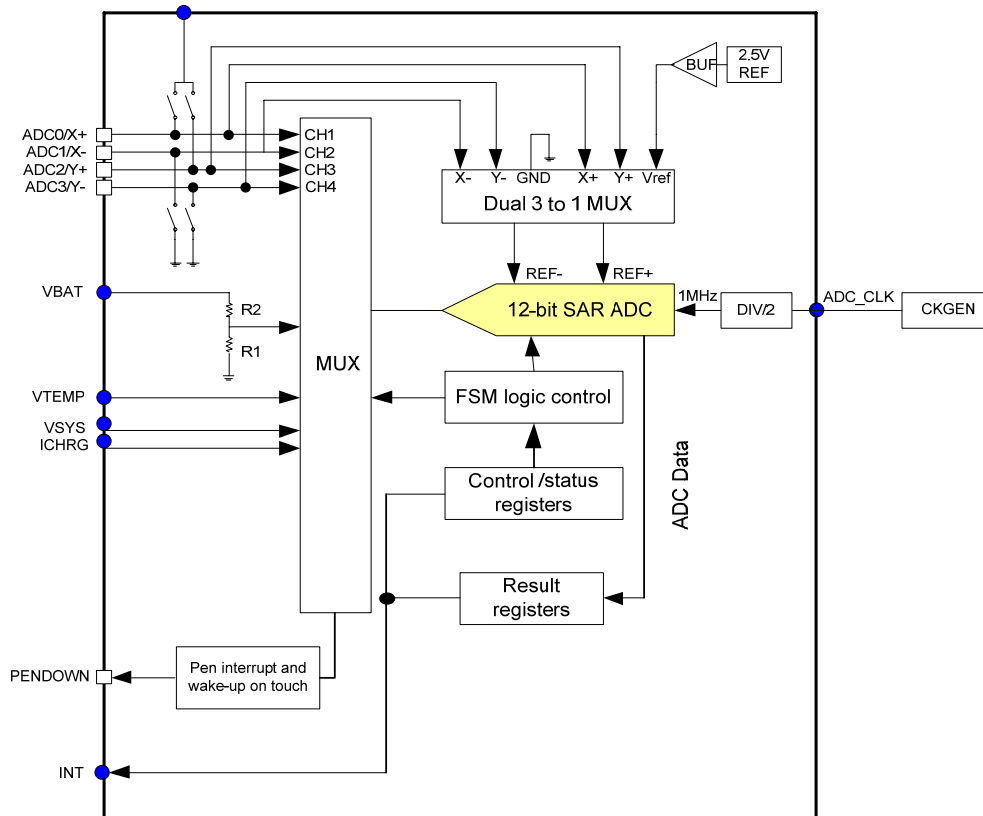 BUF
2.5V
REF
ADC0/X+
ADC1/X-
ADC2/Y+
ADC3/Y-
CH1
CH2
CH3
CH4
X- Y- GND X+ Y+ Vref
Dual 3 to 1 MUX
REF- REF+
VBAT
R2
R1
12-bit SAR ADC
1MHz
DIV/2
ADC_CLK
CKGEN
MUX
FSM logic control
VTEMP
VSYS
ICHRG
Control /status
registers
ADC Data
Result
registers
PENDOWN
Pen interrupt and
wake-up on touch
INT